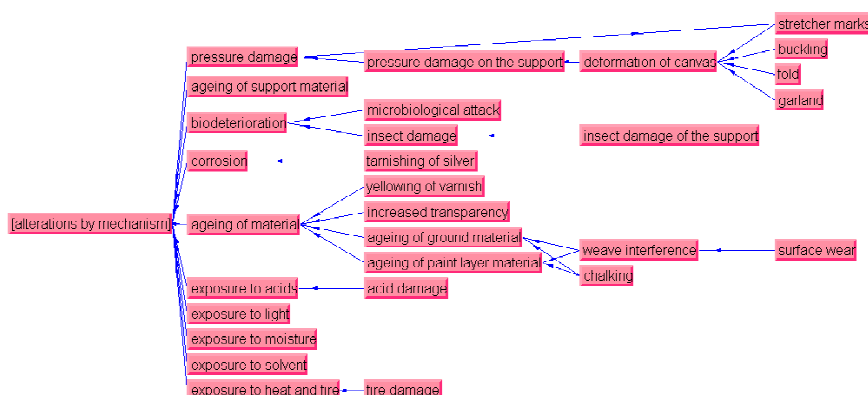 stretcher marks
pressure damage
pressure damage on the support
deformation of canvas
buckling
fold
garland
ageing of support material
microbiological attack
biodeterioration
insect damage
insect damage of the support
corrosion
tarnishing of silver
yellowing of varnish
increased transparency
[alterations by mechanism]
ageing of material
ageing of ground material
weave interference
surface wear
ageing of paint layer material
chalking
exposure to acids
acid damage
exposure to light
exposure to moisture
exposure to solvent
exposure to heat and fire
fire damage